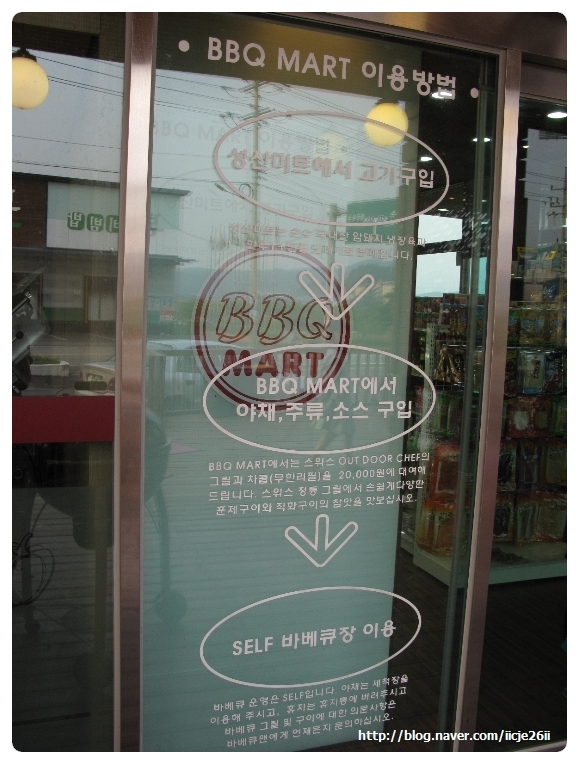 • BBQ MART 이용방법 •
성신미트에서 고기구입
BBQ
MART
BBQ MART에서
야채,주류,소스 구입
BBQ MART에서는 스위스 OUT DOOR CHEF의
그릴과 차콜(무한리필)을 20,000원에 대여해
드립니다. 스위스 정통 그릴에서 손쉽게다양한
훈제구이와 직화구이의 참맛을 맛보십시오.
SELF 바베큐장 이용
바베큐 운영은 SELF입니다. 야채는 세척장을
이용해 주시고, 휴지는 휴지통에 버려주시고
바베큐 그릴 및 구이에 대한 의문사항은
바베큐맨에게 언제든지 문의하십시오.
http://blog.naver.com/iicje26ii